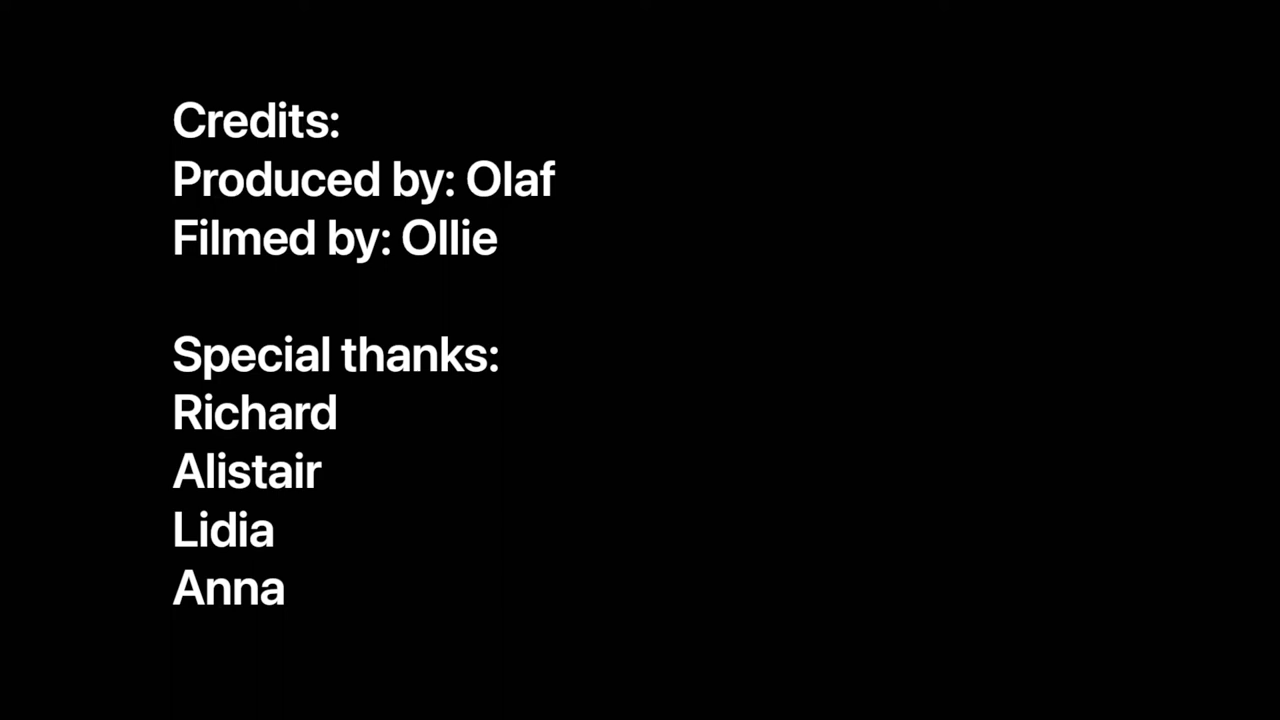 Credits:
Produced by: Olaf
Filmed by: Ollie
Special thanks:
Richard
Alistair
Lidia
Anna